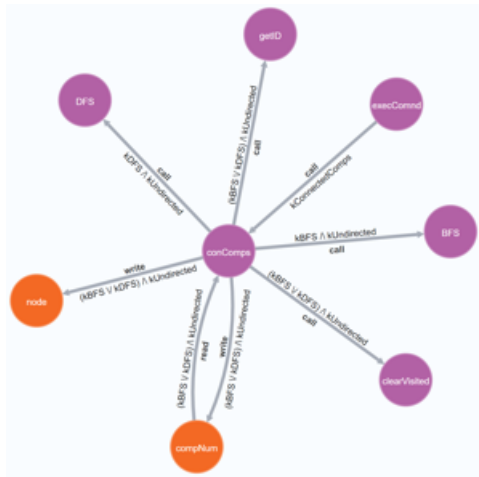 getID
DFS
execComnd
(kBFS \/ kDFS) /\ kUndirected
call
call
kDFS /\ kUndirected
call
kConnectedComps
kBFS /\ kUndirected
call
BFS
conComps
write
(kBFS \/ kDFS) /\ kUndirected
node
(kBFS \/ kDFS) /\ kUndirected
call
(kBFS \/ kDFS) /\ kUndirected
read
write
(kBFS \/ kDFS) /\ kUndirected
clearVisited
compNum